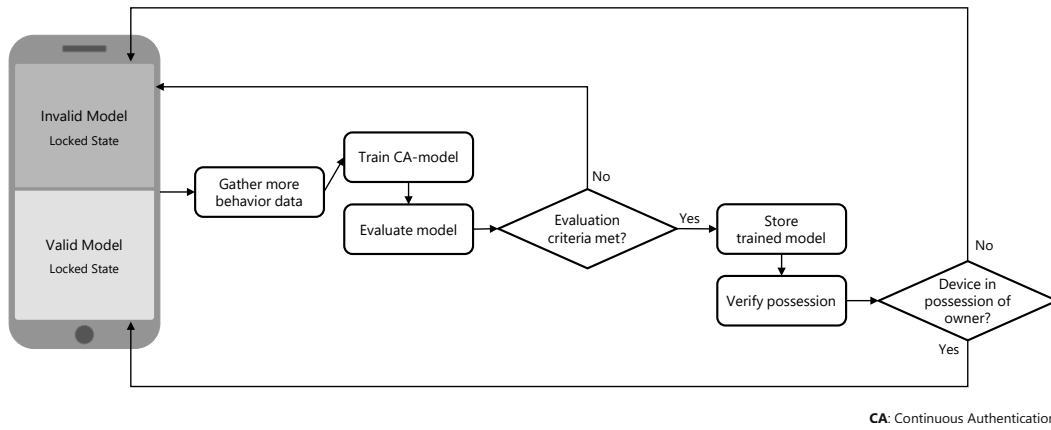 Invalid Model
Locked State
Valid Model
Locked State
Gather more
behavior data
Train CA-model
Evaluate model
Evaluation
criteria met?
No
Yes
Store
trained model
Verify possession
Device in
possession of
owner?
No
Yes
CA: Continuous Authentication